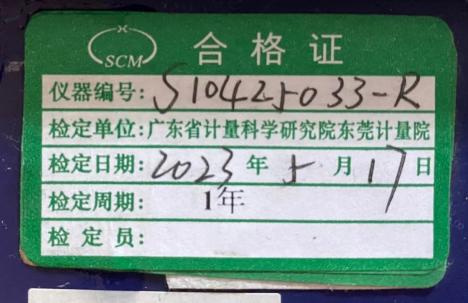 SCM 合格证
仪器编号: S10425033-R
检定单位: 广东省计量科学研究院东莞计量院
检定日期: 2023 年 5 月 17 日
检定周期: 1年
检定员: